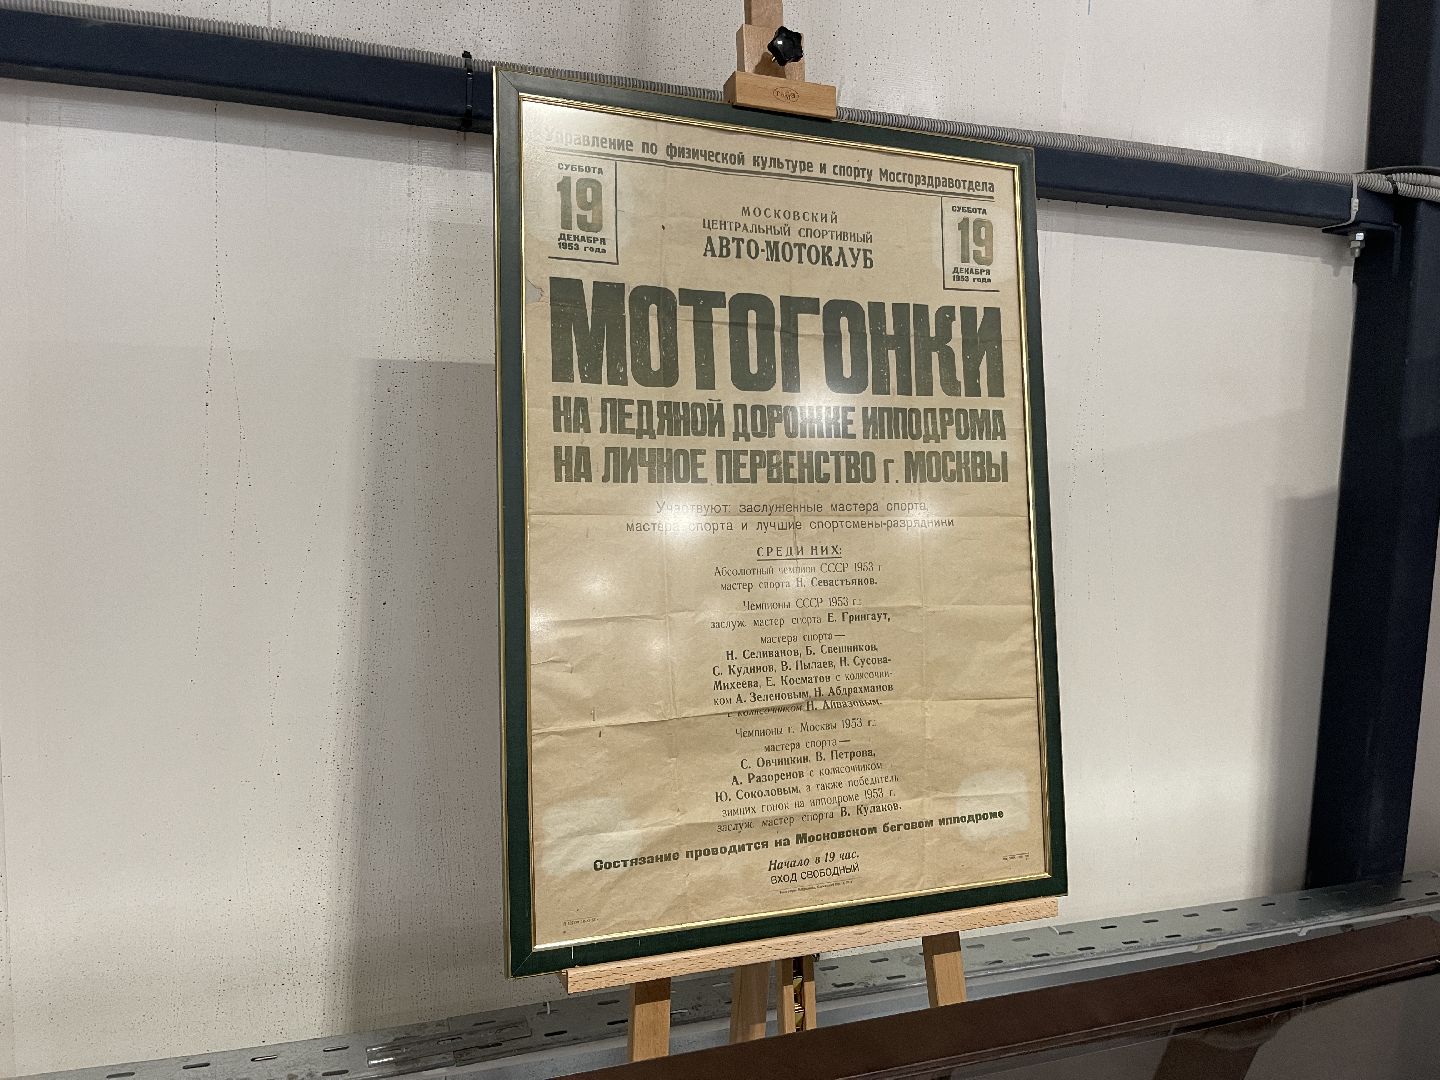 Управление по физической культуре и спорту Мосгорздравотдела
СУББОТА
19
ДЕКАБРЯ
1953 года
МОСКОВСКИЙ
ЦЕНТРАЛЬНЫЙ СПОРТИВНЫЙ
АВТО-МОТОКЛУБ
СУББОТА
19
ДЕКАБРЯ
1953 года
МОТОГОНКИ
НА ЛЕДЯНОЙ ДОРОЖКЕ ИППОДРОМА
НА ЛИЧНОЕ ПЕРВЕНСТВО г. МОСКВЫ
Участвуют: заслуженные мастера спорта,
мастера спорта и лучшие спортсмены-разрядники
СРЕДИ НИХ:
Абсолютный чемпион СССР 1953 г
мастер спорта Н. Севастьянов.
Чемпионы СССР 1953 г.:
заслуж. мастер спорта Е. Грингаут,
мастера спорта—
Н. Селиванов, Б. Свешников,
С. Кудинов, В. Пылаев, Н. Сусова-
Михеева, Е. Косматов с колясочни-
ком А. Зеленовым, Н. Абдрахманов
с колясочником Н. Айвазовым.
Чемпионы г. Москвы 1953 г.:
мастера спорта—
С. Овчинкин, В. Петрова,
А. Разоренов с колясочником
Ю. Соколовым, а также победитель
зимних гонок на ипподроме 1953 г.
заслуж. мастер спорта В. Кулаков.
Состязание проводится на Московском беговом ипподроме
Начало в 19 час.
ВХОД СВОБОДНЫЙ